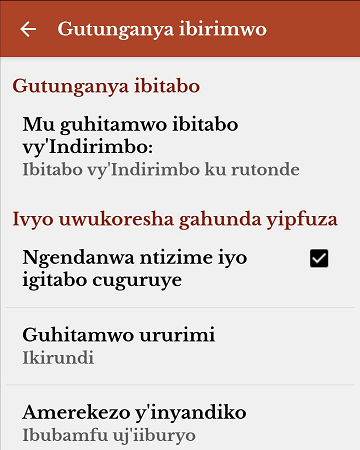 Gutunganya ibirimwo
Gutunganya ibitabo
Mu guhitamwo ibitabo
vy'Indirimbo:
Ibitabo vy'Indirimbo ku rutonde
Ivyo uwukoresha gahunda yipfuza
Ngendanwa ntizime iyo
igitabo cuguruye
Guhitamwo ururimi
Ikirundi
Amerekezo y'inyandiko
Ibubamfu uj'iiburyo